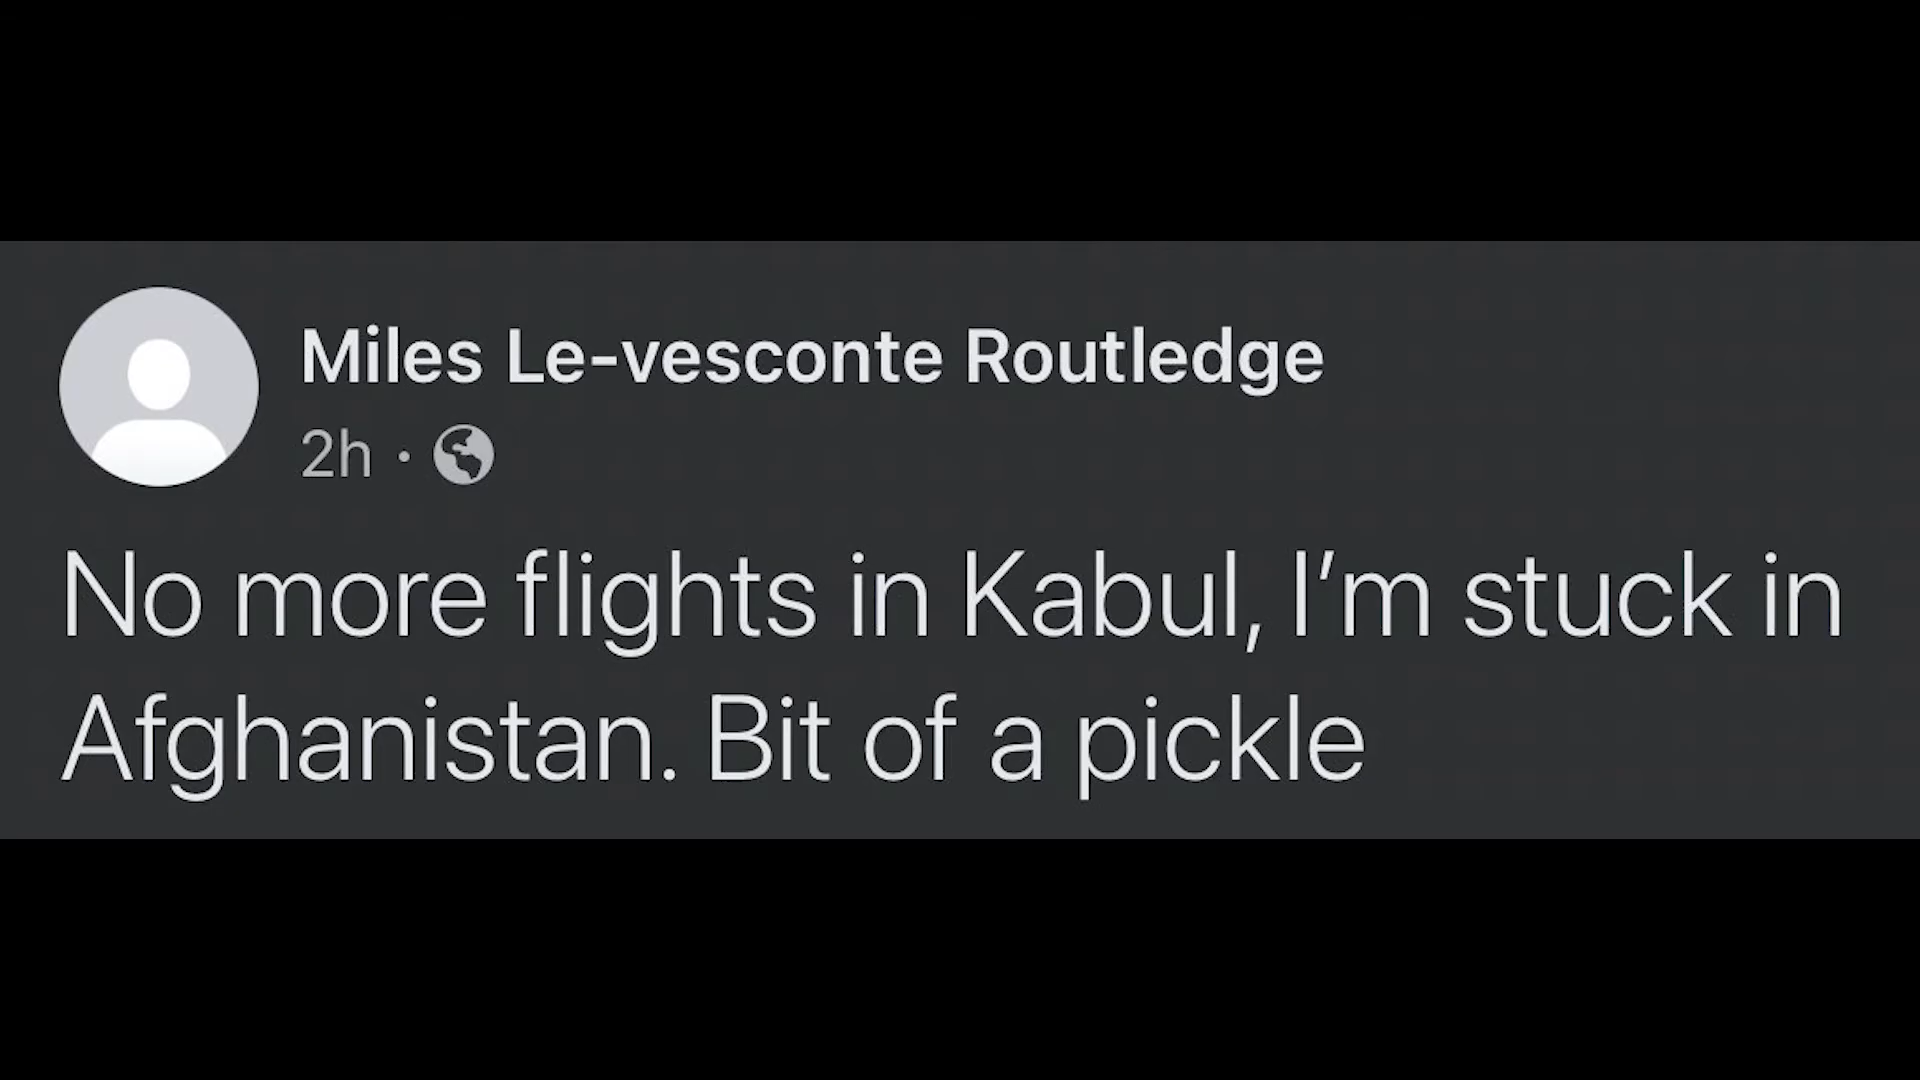 Miles Le-vesconte Routledge
2h ·
No more flights in Kabul, I’m stuck in
Afghanistan. Bit of a pickle